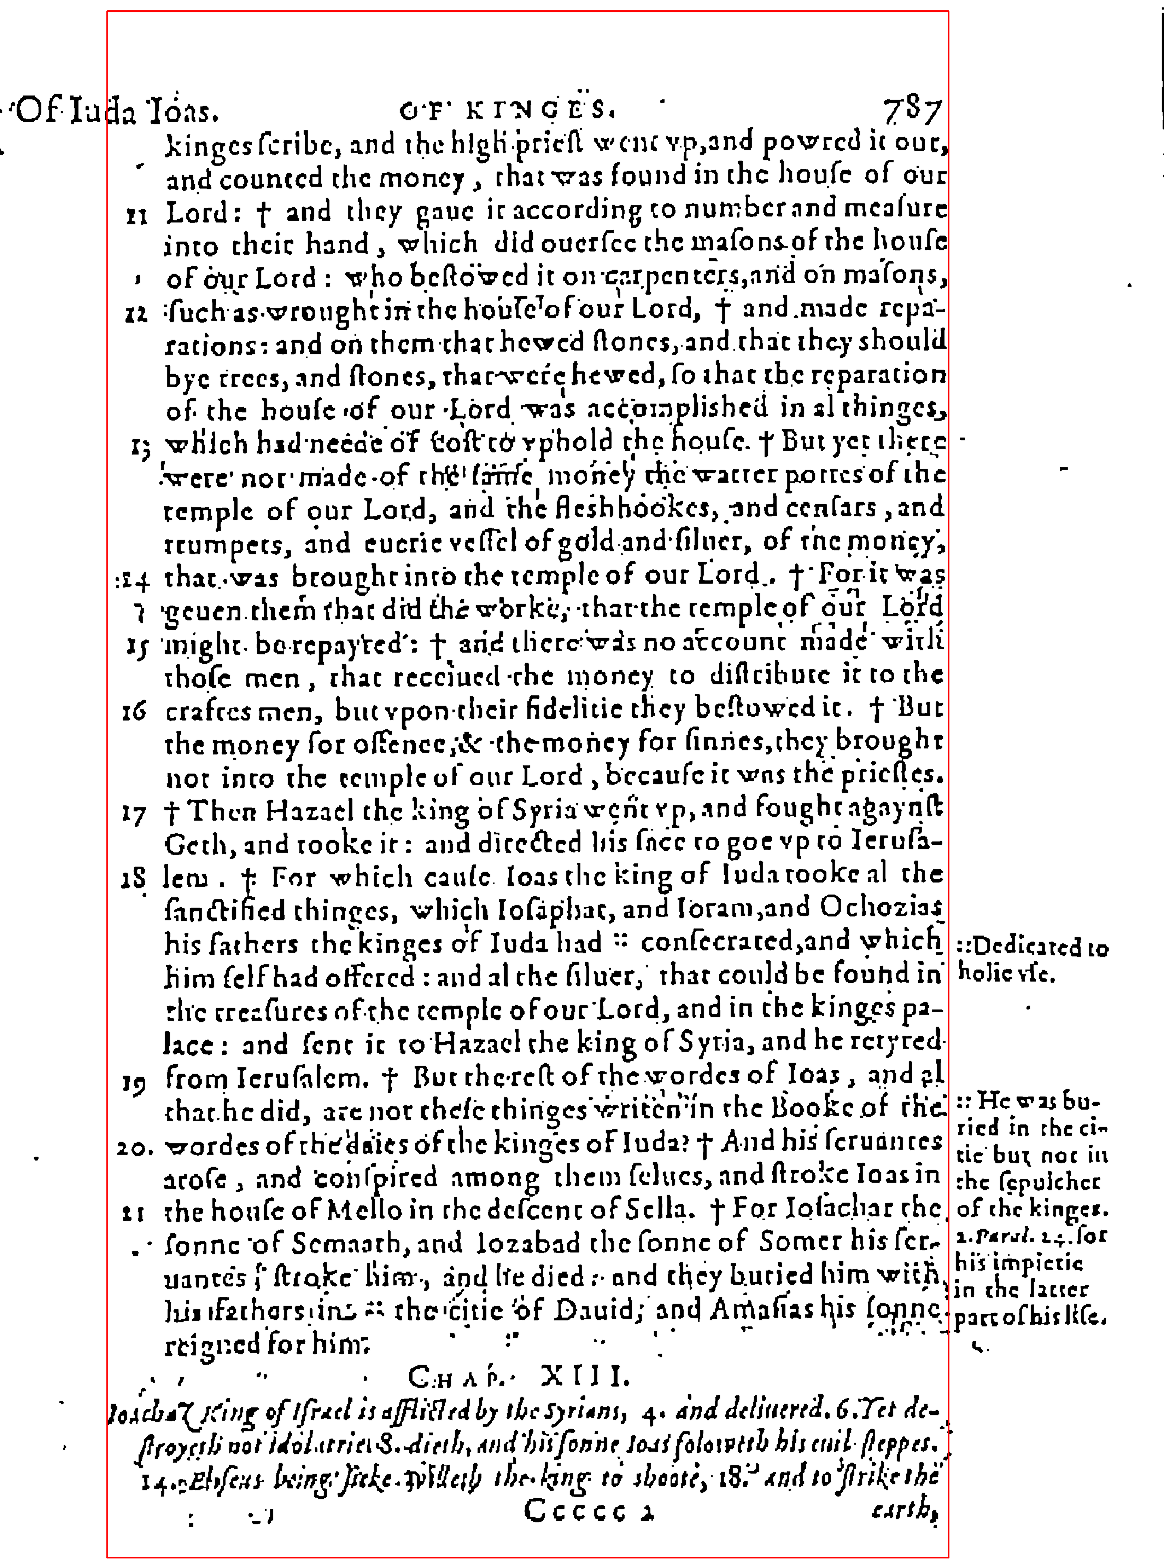 Of Iuda Ioas. OF KINGES. 787
kinges scribe, and the high priest went vp, and powred it out,
and counted the money, that was found in the house of our
11 Lord: † and they gaue it according to number and measure
into their hand, which did ouersee the masons of the house
of our Lord: who bestowed it on carpenters, and on masons,
12 such as wrought in the house of our Lord, † and made repa-
rations: and on them that hewed stones, and that they should
bye trees, and stones, that were hewed, so that the reparation
of the house of our Lord was accomplished in al thinges,
13 which had neede of cost to vphold the house. † But yet there
were not made of the same money the watter pottes of the
temple of our Lord, and the fleshhookes, and censars, and
trumpets, and euerie vessel of gold and siluer, of the money,
14 that was brought into the temple of our Lord. † For it was
geuen them that did the worke, that the temple of our Lord
15 might be repayred: † and there was no account made with
those men, that receiued the money to distribute it to the
16 craftes men, but vpon their fidelitie they bestowed it. † But
the money for offence, & the money for sinnes, they brought
not into the temple of our Lord, because it was the priestes.
17 † Then Hazael the king of Syria went vp, and fought agaynst
Geth, and tooke it: and directed his face to goe vp to Ierusa-
18 lem. † For which cause Ioas the king of Iuda tooke al the
sanctified thinges, which Iosaphat, and Ioram, and Ochozias
his fathers the kinges of Iuda had :: consecrated, and which
him self had offered: and al the siluer, that could be found in
the treasures of the temple of our Lord, and in the kinges pa-
lace: and sent it to Hazael the king of Syria, and he retyred
19 from Ierusalem. † But the rest of the wordes of Ioas, and al
that he did, are not these thinges written in the Booke of the
20. wordes of the daies of the kinges of Iuda? † And his seruantes
arose, and conspired among them selues, and stroke Ioas in
21 the house of Mello in the descent of Sella. † For Iosachar the
sonne of Semaath, and Iozabad the sonne of Somer his ser-
uantes stroke him, and he died: and they buried him with
his fathers in :: the citie of Dauid, and Amasias his sonne
reigned for him.
::Dedicated to
holie vse.
:: He was bu-
ried in the ci-
tie but not in
the sepulcher
of the kinges.
2. Paral. 24. for
his impietie
in the latter
part of his life.
CHAP. XIII.
Ioachaz King of Israel is afflicted by the Syrians, 4. and deliuered. 6. Yet de-
stroyeth not idolatrie. 8. dieth, and his sonne Ioas foloweth his euil steppes.
14. Eliseus being sicke willeth the king to shoote, 18. and to strike the
Ccccc 2 earth,